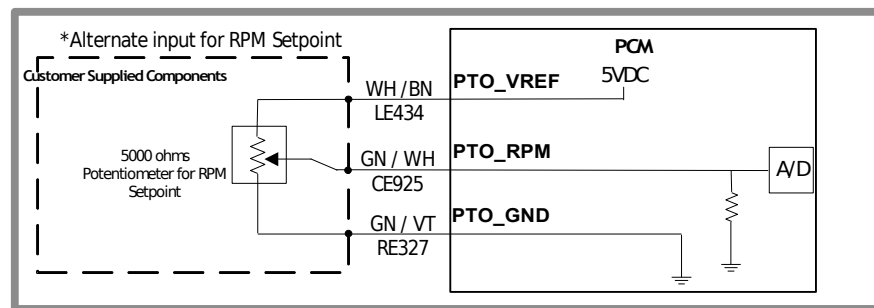 *Alternate input for RPM Setpoint
Customer Supplied Components
PCM
5VDC
WH / BN
LE434
PTO_VREF
5000 ohms
Potentiometer for RPM
Setpoint
GN / WH
CE925
PTO_RPM
A/D
GN / VT
RE327
PTO_GND